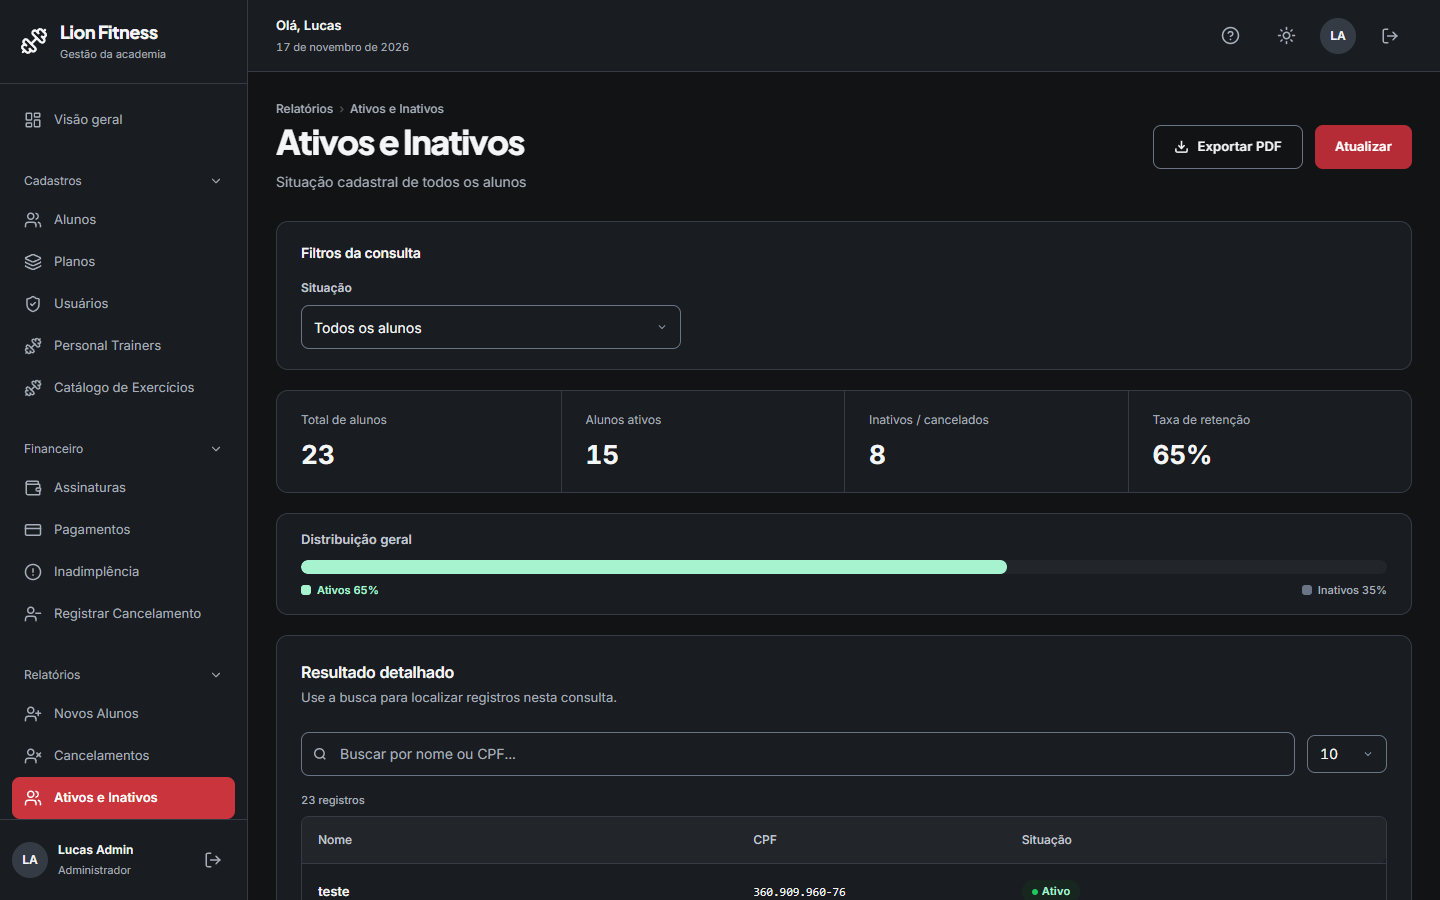 Lion Fitness
Gestão da academia
Visão geral
Cadastros
Alunos
Planos
Usuários
Personal Trainers
Catálogo de Exercícios
Financeiro
Assinaturas
Pagamentos
Inadimplência
Registrar Cancelamento
Relatórios
Novos Alunos
Cancelamentos
Ativos e Inativos
LA
Lucas Admin
Administrador
Olá, Lucas
17 de novembro de 2026
LA
Relatórios › Ativos e Inativos
Ativos e Inativos
Situação cadastral de todos os alunos
Exportar PDF
Atualizar
Filtros da consulta
Situação
Todos os alunos
Total de alunos
23
Alunos ativos
15
Inativos / cancelados
8
Taxa de retenção
65%
Distribuição geral
Ativos 65%
Inativos 35%
Resultado detalhado
Use a busca para localizar registros nesta consulta.
Buscar por nome ou CPF...
10
23 registros
Nome CPF Situação
teste 360.909.960-76 Ativo